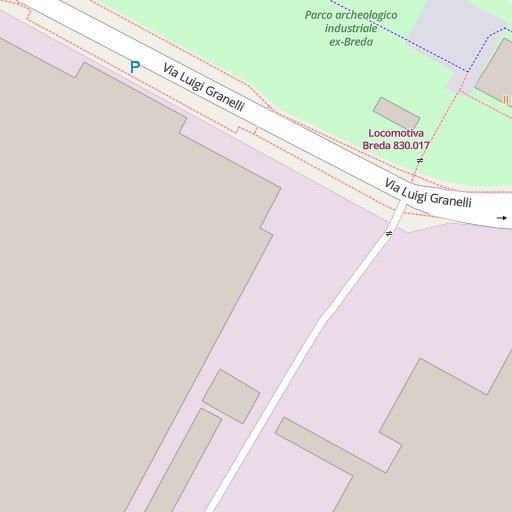 Parco archeologico
industriale
ex-Breda
P
Via Luigi Granelli
Locomotiva
Breda 830.017
Via Luigi Granelli